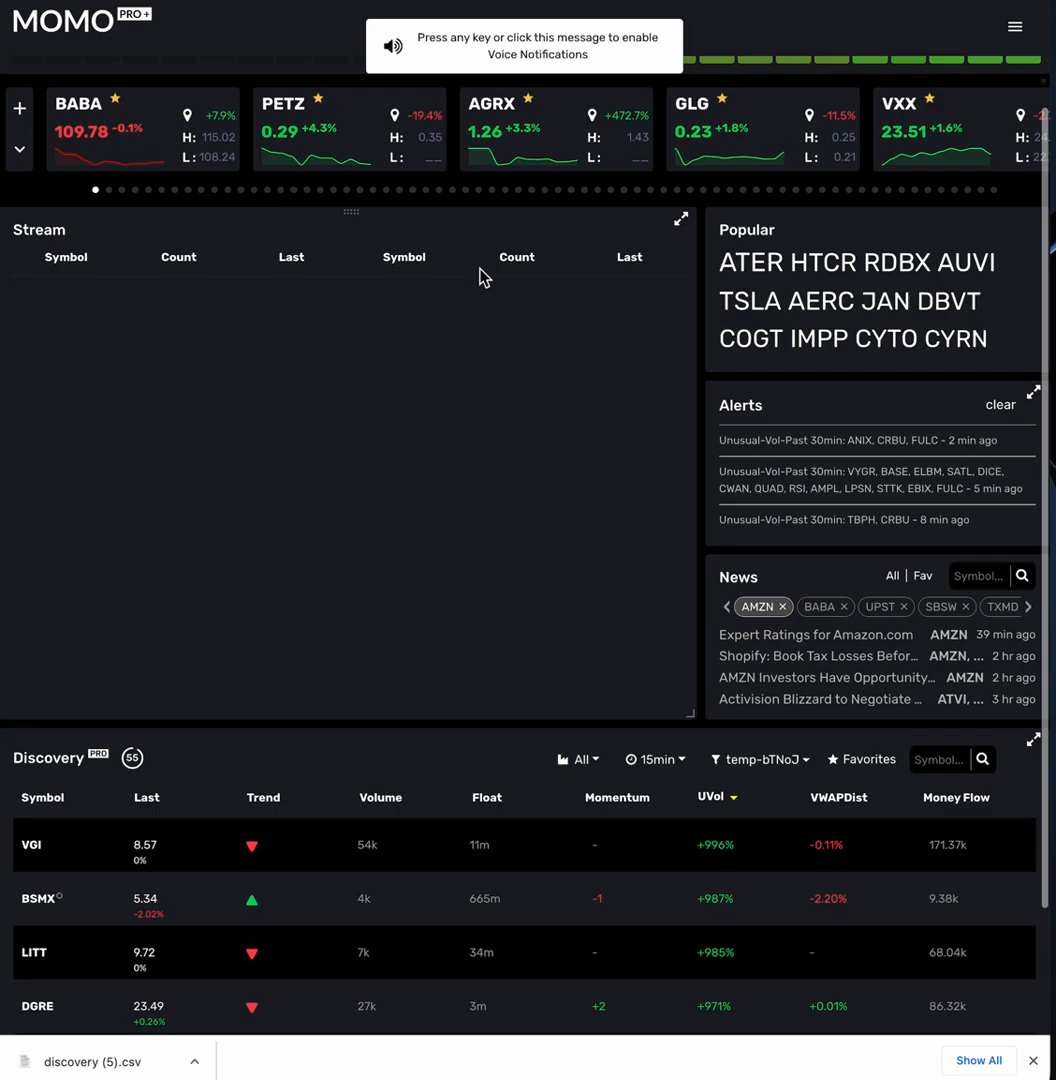 MOMO PRO +
Press any key or click this message to enable
Voice Notifications
BABA
109.78 -0.1%
+7.9%
H: 115.02
L: 108.24
PETZ
0.29 +4.3%
-19.4%
H: 0.35
L: __
AGRX
1.26 +3.3%
+472.7%
H: 1.43
L: __
GLG
0.23 +1.8%
-11.5%
H: 0.25
L: 0.21
VXX
23.51 +1.6%
H:
L:
Stream
Symbol Count Last Symbol Count Last
Popular
ATER HTCR RDBX AUVI
TSLA AERC JAN DBVT
COGT IMPP CYTO CYRN
Alerts clear
Unusual-Vol-Past 30min: ANIX, CRBU, FULC - 2 min ago
Unusual-Vol-Past 30min: VYGR, BASE, ELBM, SATL, DICE,
CWAN, QUAD, RSI, AMPL, LPSN, STTK, EBIX, FULC - 5 min ago
Unusual-Vol-Past 30min: TBPH, CRBU - 8 min ago
News All | Fav Symbol...
AMZN × BABA × UPST × SBSW × TXMD
Expert Ratings for Amazon.com AMZN 39 min ago
Shopify: Book Tax Losses Befor... AMZN, ... 2 hr ago
AMZN Investors Have Opportunity... AMZN 2 hr ago
Activision Blizzard to Negotiate ... ATVI, ... 3 hr ago
Discovery PRO 55 All 15min temp-bTNoJ Favorites Symbol...
Symbol Last Trend Volume Float Momentum UVol VWAPDist Money Flow
VGI 8.57 54k 11m - +996% -0.11% 171.37k
0%
BSMX 5.34 4k 665m -1 +987% -2.20% 9.38k
-2.02%
LITT 9.72 7k 34m - +985% - 68.04k
0%
DGRE 23.49 27k 3m +2 +971% +0.01% 86.32k
+0.26%
discovery (5).csv Show All